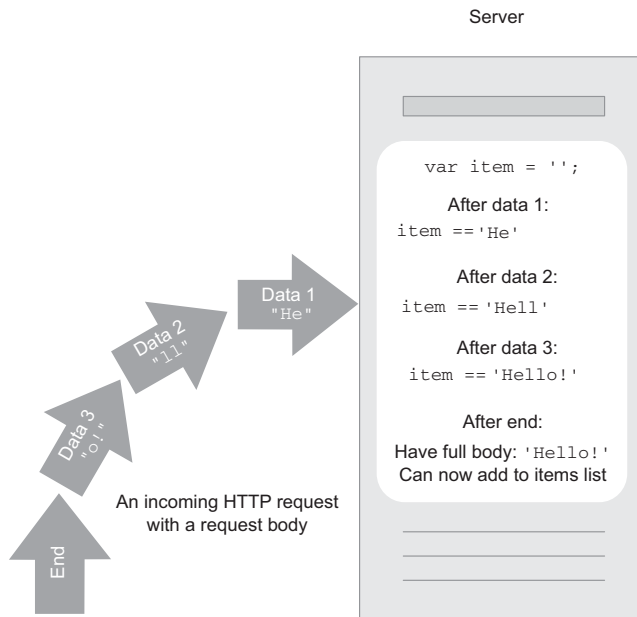 Server
var item = '';
After data 1:
item == 'He'
After data 2:
item == 'Hell'
After data 3:
item == 'Hello!'
After end:
Have full body: 'Hello!'
Can now add to items list
Data 1
"He"
Data 2
"ll"
Data 3
"o!"
End
An incoming HTTP request
with a request body